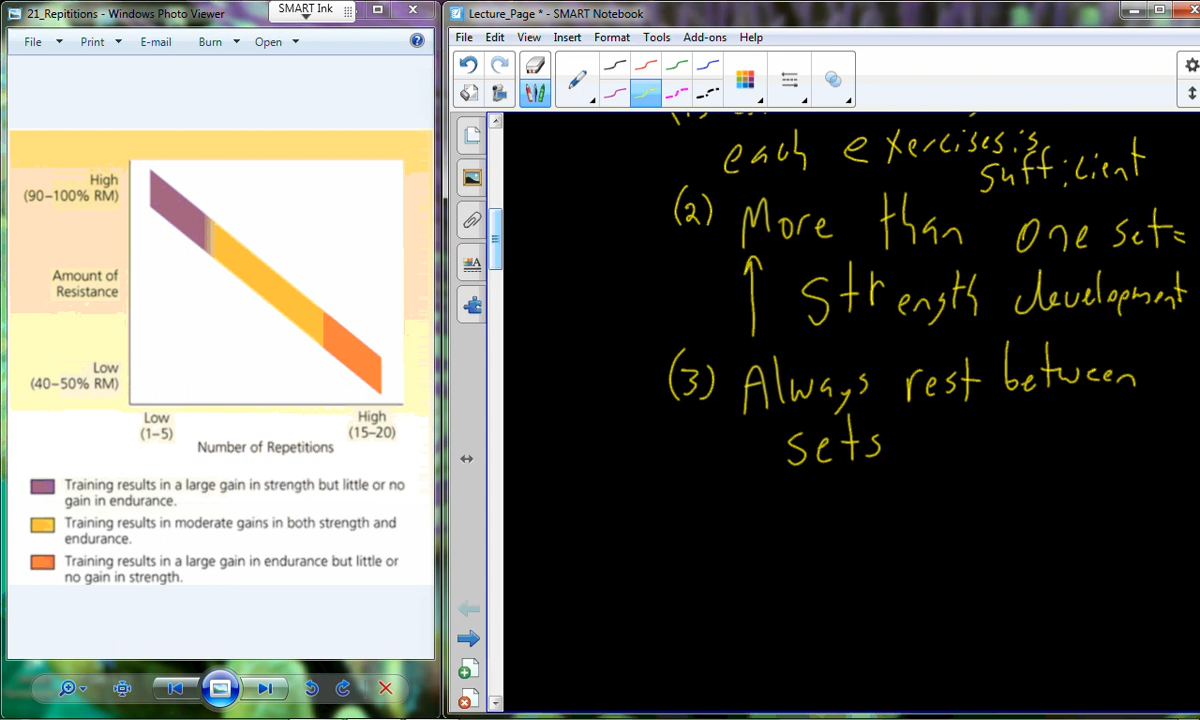 21_Repititions - Windows Photo Viewer
SMART Ink
File Print E-mail Burn Open
High
(90–100% RM)
Amount of
Resistance
Low
(40–50% RM)
Low
(1–5)
High
(15–20)
Number of Repetitions
Training results in a large gain in strength but little or no
gain in endurance.
Training results in moderate gains in both strength and
endurance.
Training results in a large gain in endurance but little or
no gain in strength.
Lecture_Page * - SMART Notebook
File Edit View Insert Format Tools Add-ons Help
each exercises is
sufficient
(2) More than one set =
↑ Strength development
(3) Always rest between
sets